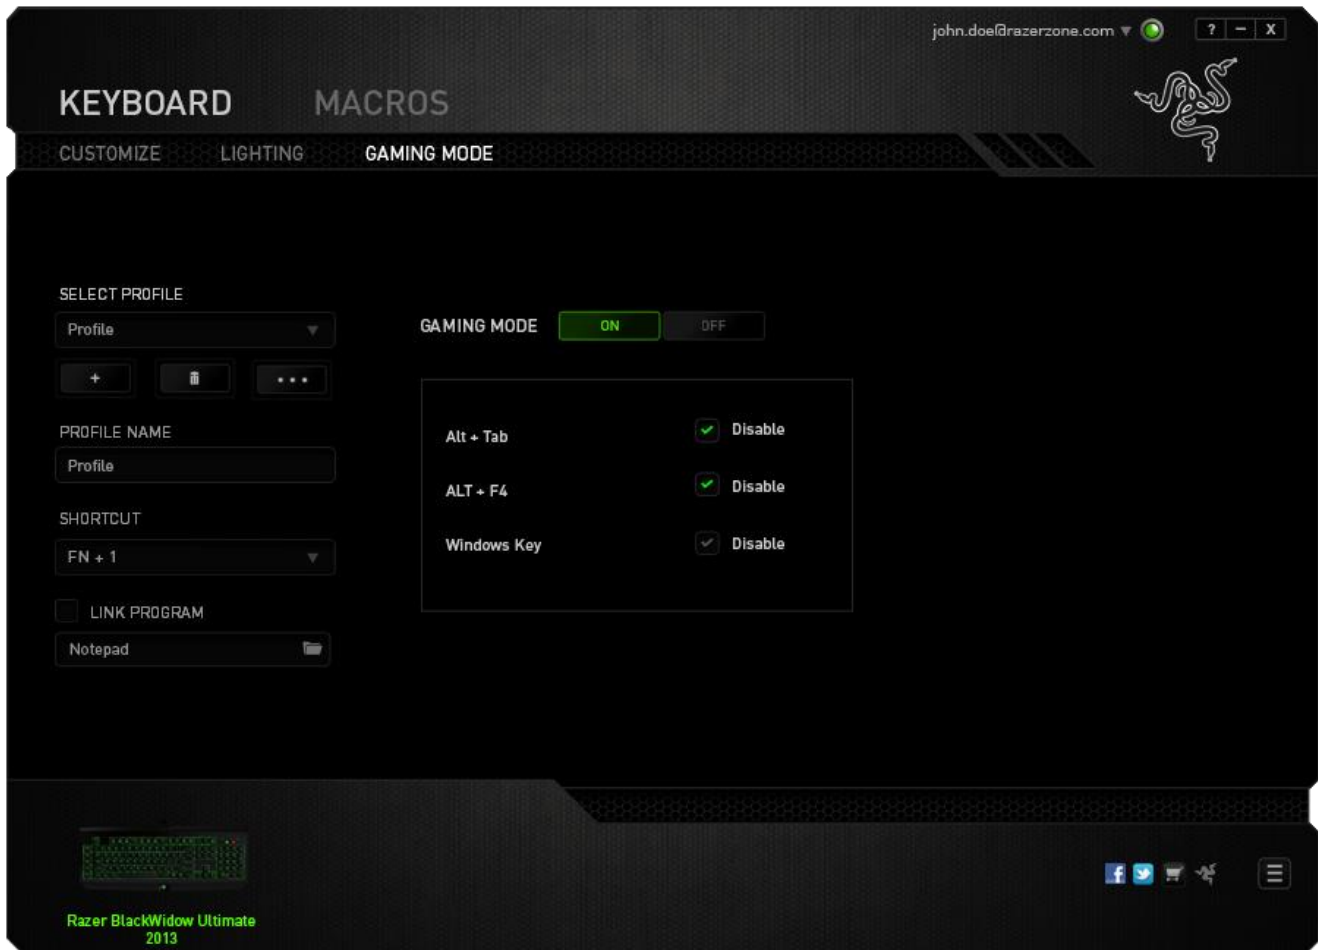 john.doe@razerzone.com
? – X
KEYBOARD MACROS
CUSTOMIZE LIGHTING GAMING MODE
SELECT PROFILE
Profile
+
PROFILE NAME
Profile
SHORTCUT
FN + 1
LINK PROGRAM
Notepad
GAMING MODE ON OFF
Alt + Tab Disable
ALT + F4 Disable
Windows Key Disable
Razer BlackWidow Ultimate
2013